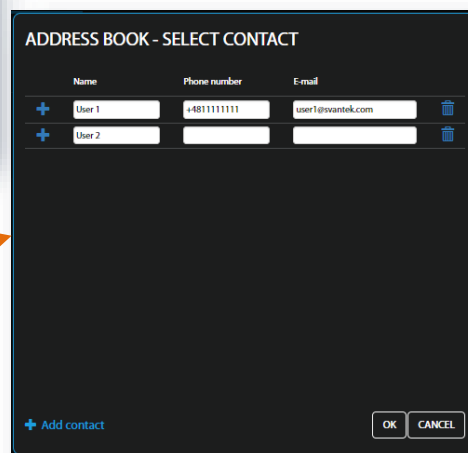 ADDRESS BOOK - SELECT CONTACT
Name Phone number E-mail
User 1 +4811111111 user1@svantek.com
User 2
Add contact OK CANCEL